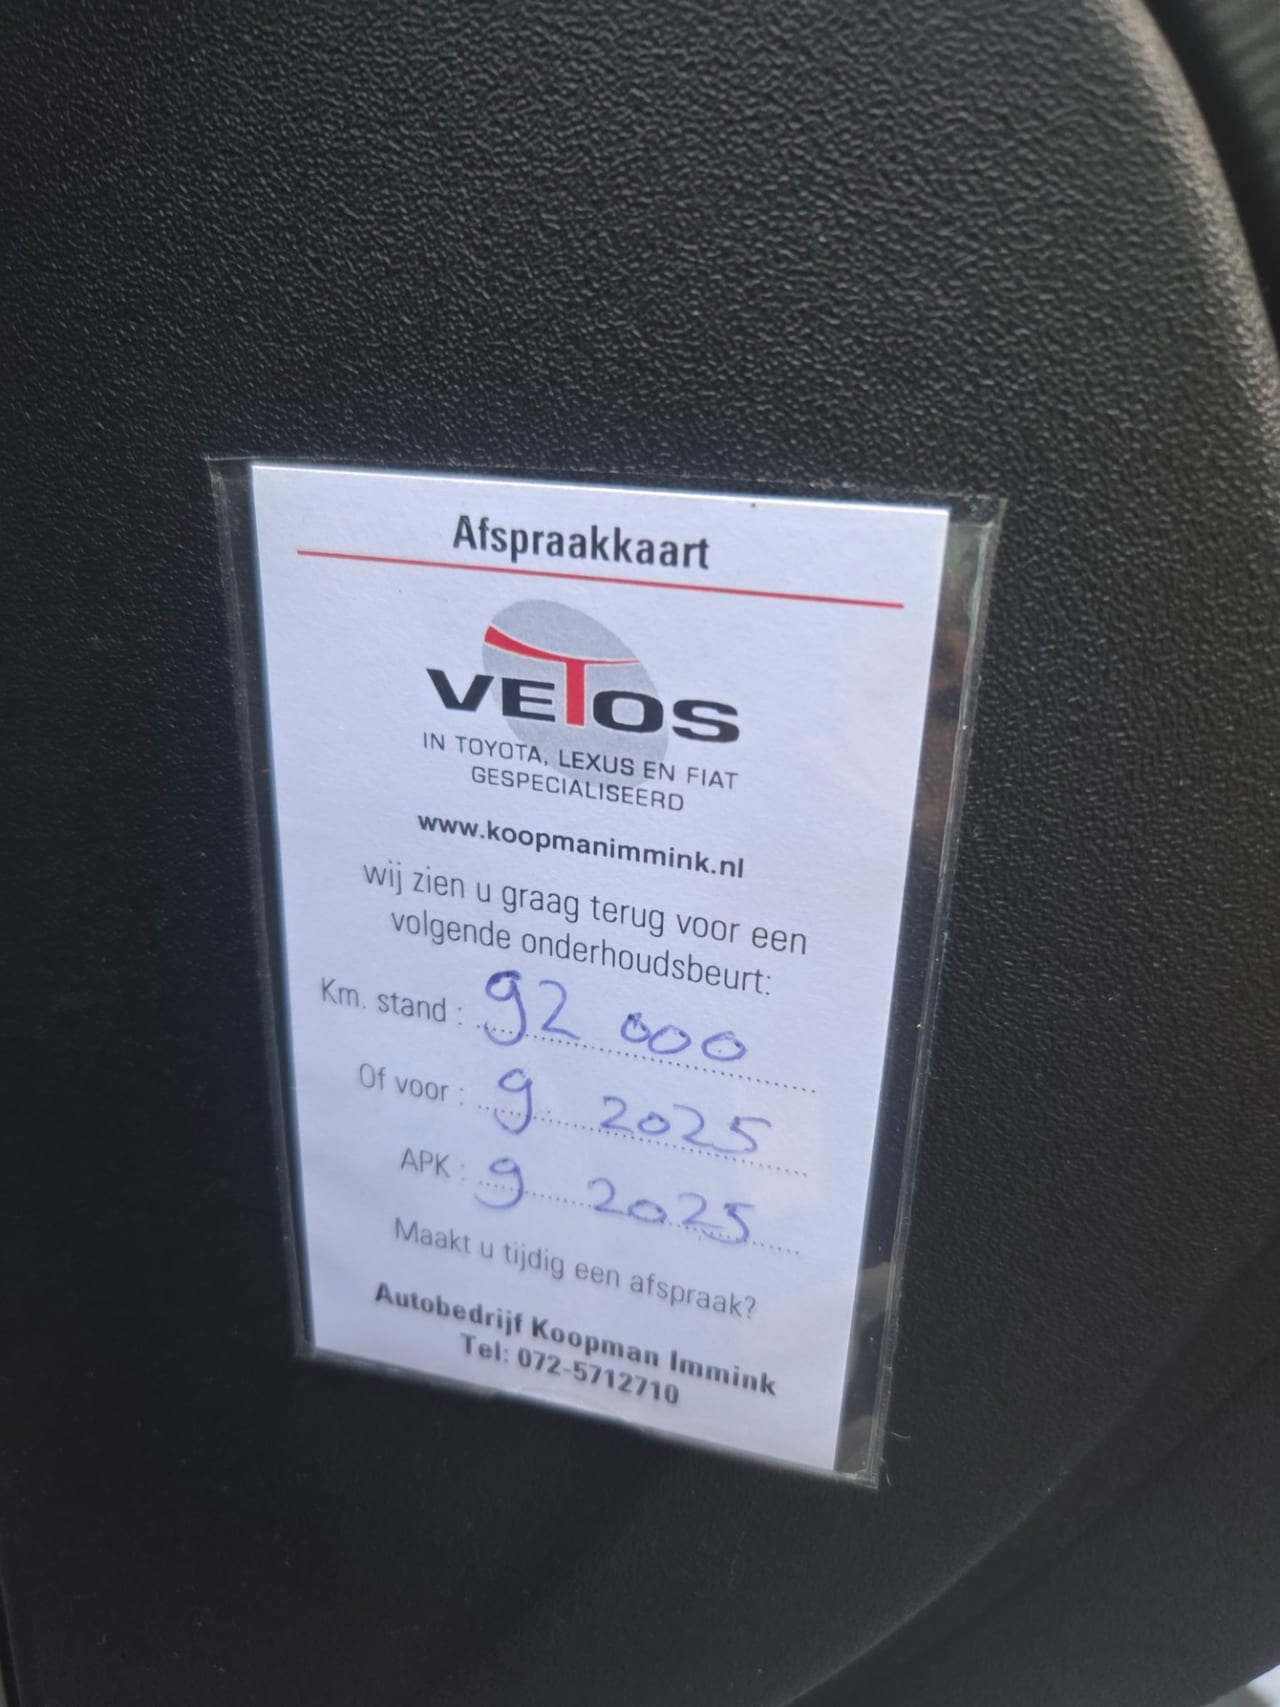 Afspraakkaart
VETOS
IN TOYOTA, LEXUS EN FIAT
GESPECIALISEERD
www.koopmanimmink.nl
wij zien u graag terug voor een
volgende onderhoudsbeurt:
Km. stand : 92 000
Of voor : 9 2025
APK : 9 2025
Maakt u tijdig een afspraak?
Autobedrijf Koopman Immink
Tel: 072-5712710